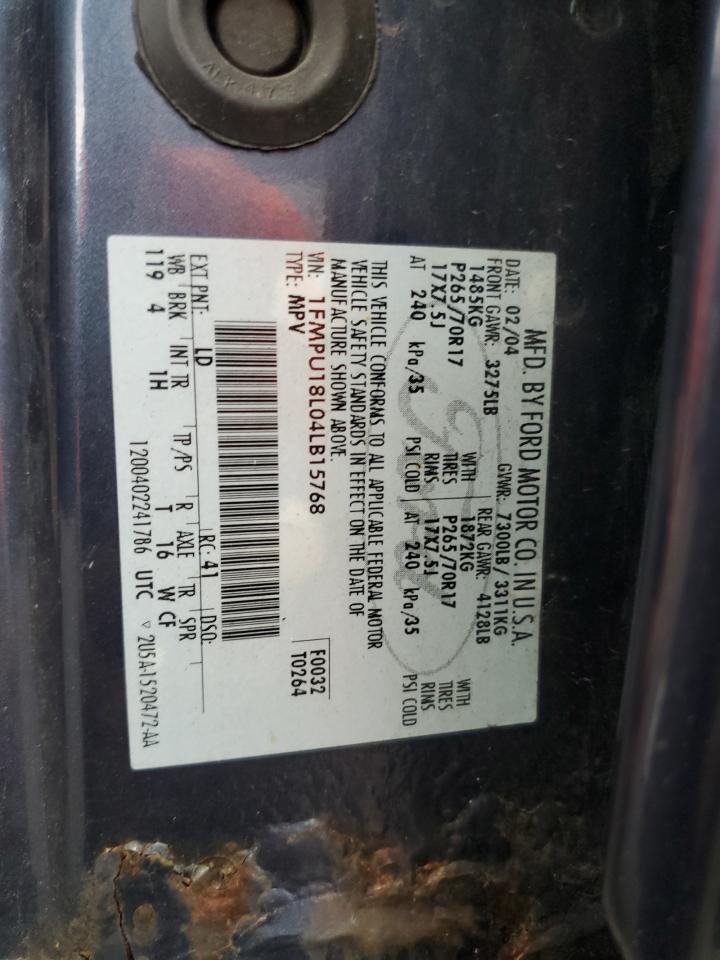 ALK-4.7
MFD. BY FORD MOTOR CO. IN U.S.A.
DATE: 02/04 GVWR: 7300LB/3311KG
FRONT GAWR: 3275LB REAR GAWR: 4128LB
1485KG WITH 1872KG WITH
P265/70R17 TIRES P265/70R17 TIRES
17X7.5J RIMS 17X7.5J RIMS
AT 240 kPa/35 PSI COLD AT 240 kPa/35 PSI COLD
THIS VEHICLE CONFORMS TO ALL APPLICABLE FEDERAL MOTOR
VEHICLE SAFETY STANDARDS IN EFFECT ON THE DATE OF
MANUFACTURE SHOWN ABOVE.
VIN: 1FMPU18L04LB15768 F0032
TYPE: MPV T0264
EXT PNT: LD RC: 41 DSO:
WB BRK INT TR TP/PS R AXLE TR SPR
119 4 1H T 16 W CF
1200402241786 UTC ▽ 2U5A-1520472-AA